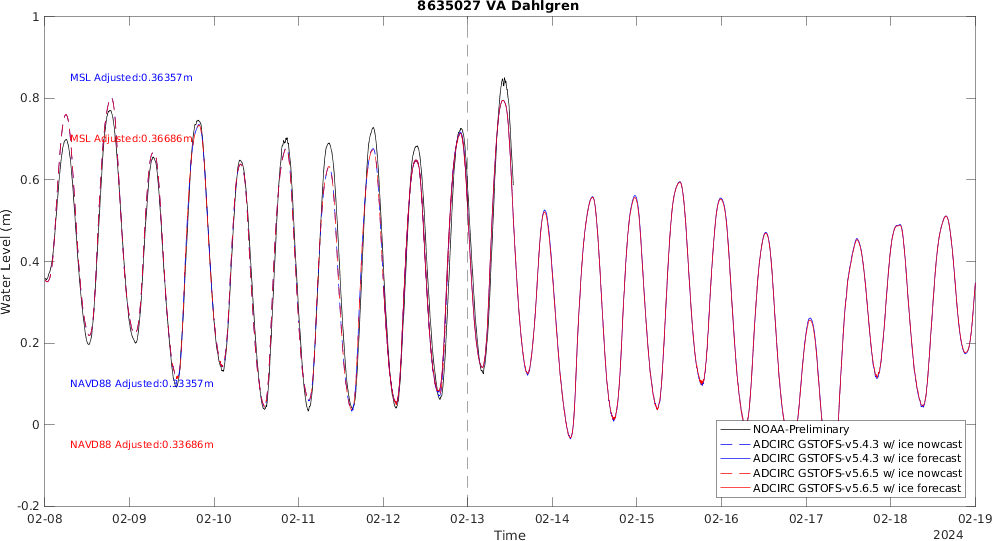 8635027 VA Dahlgren
1
0.8
0.6
0.4
0.2
0
-0.2
Water Level (m)
MSL Adjusted:0.36357m
MSL Adjusted:0.36686m
NAVD88 Adjusted:0.33357m
NAVD88 Adjusted:0.33686m
NOAA-Preliminary
ADCIRC GSTOFS-v5.4.3 w/ ice nowcast
ADCIRC GSTOFS-v5.4.3 w/ ice forecast
ADCIRC GSTOFS-v5.6.5 w/ ice nowcast
ADCIRC GSTOFS-v5.6.5 w/ ice forecast
02-08 02-09 02-10 02-11 02-12 02-13 02-14 02-15 02-16 02-17 02-18 02-19
Time
2024